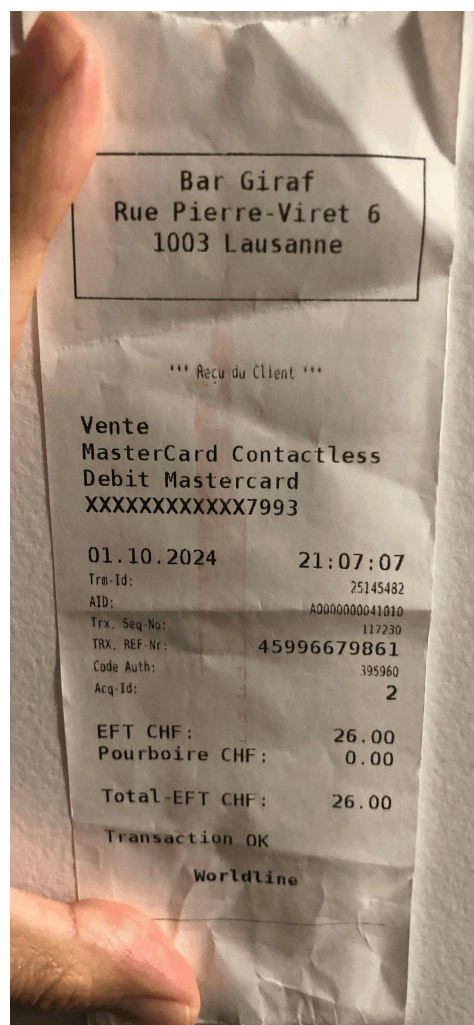 Bar Giraf
Rue Pierre-Viret 6
1003 Lausanne
*** Reçu du Client ***
Vente
MasterCard Contactless
Debit Mastercard
XXXXXXXXXXXX7993
01.10.2024 21:07:07
Trm-Id: 25145482
AID: A0000000041010
Trx. Seq-No: 117230
TRX. REF-Nr: 45996679861
Code Auth: 395960
Acq-Id: 2
EFT CHF: 26.00
Pourboire CHF: 0.00
Total-EFT CHF: 26.00
Transaction OK
Worldline